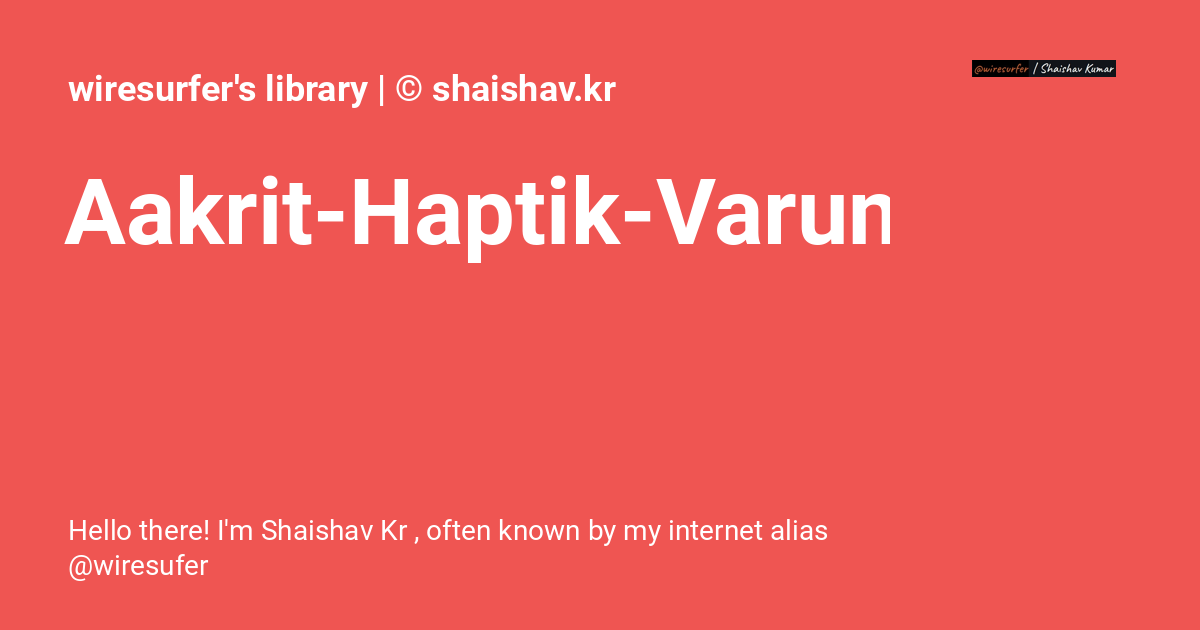 wiresurfer's library | © shaishav.kr
@wiresurfer | Shaishav Kumar
Aakrit-Haptik-Varun
Hello there! I'm Shaishav Kr , often known by my internet alias
@wiresufer